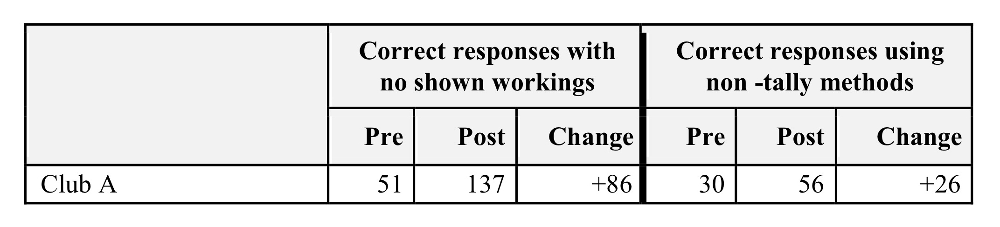 Correct responses with
no shown workings
Correct responses using
non -tally methods
Pre Post Change Pre Post Change
Club A 51 137 +86 30 56 +26